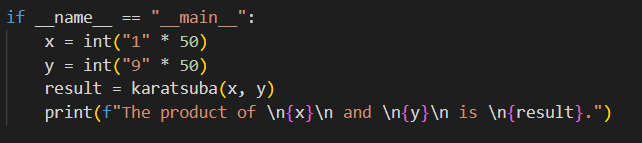 if __name__ == "__main__":
    x = int("1" * 50)
    y = int("9" * 50)
    result = karatsuba(x, y)
    print(f"The product of \n{x}\n and \n{y}\n is \n{result}.")